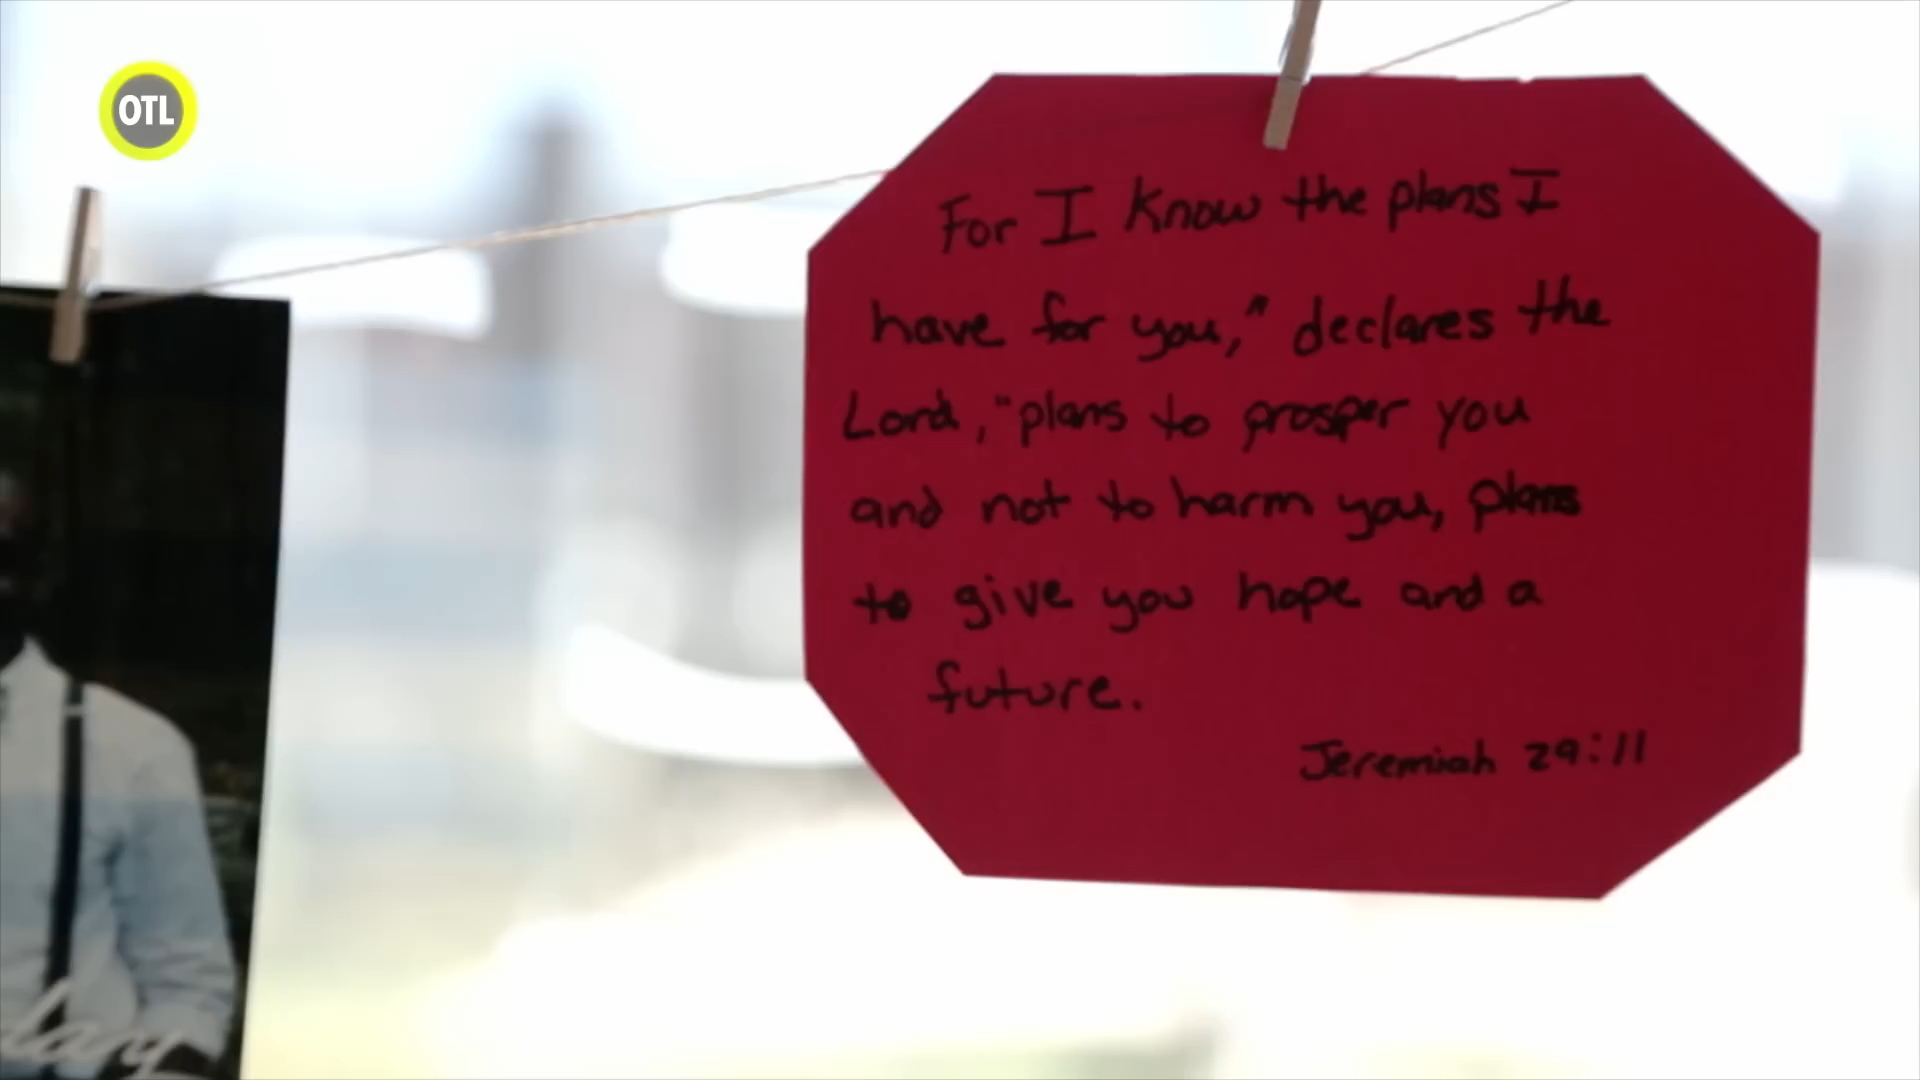 OTL
For I know the plans I
have for you," declares the
Lord, "plans to prosper you
and not to harm you, plans
to give you hope and a
future.
Jeremiah 29:11